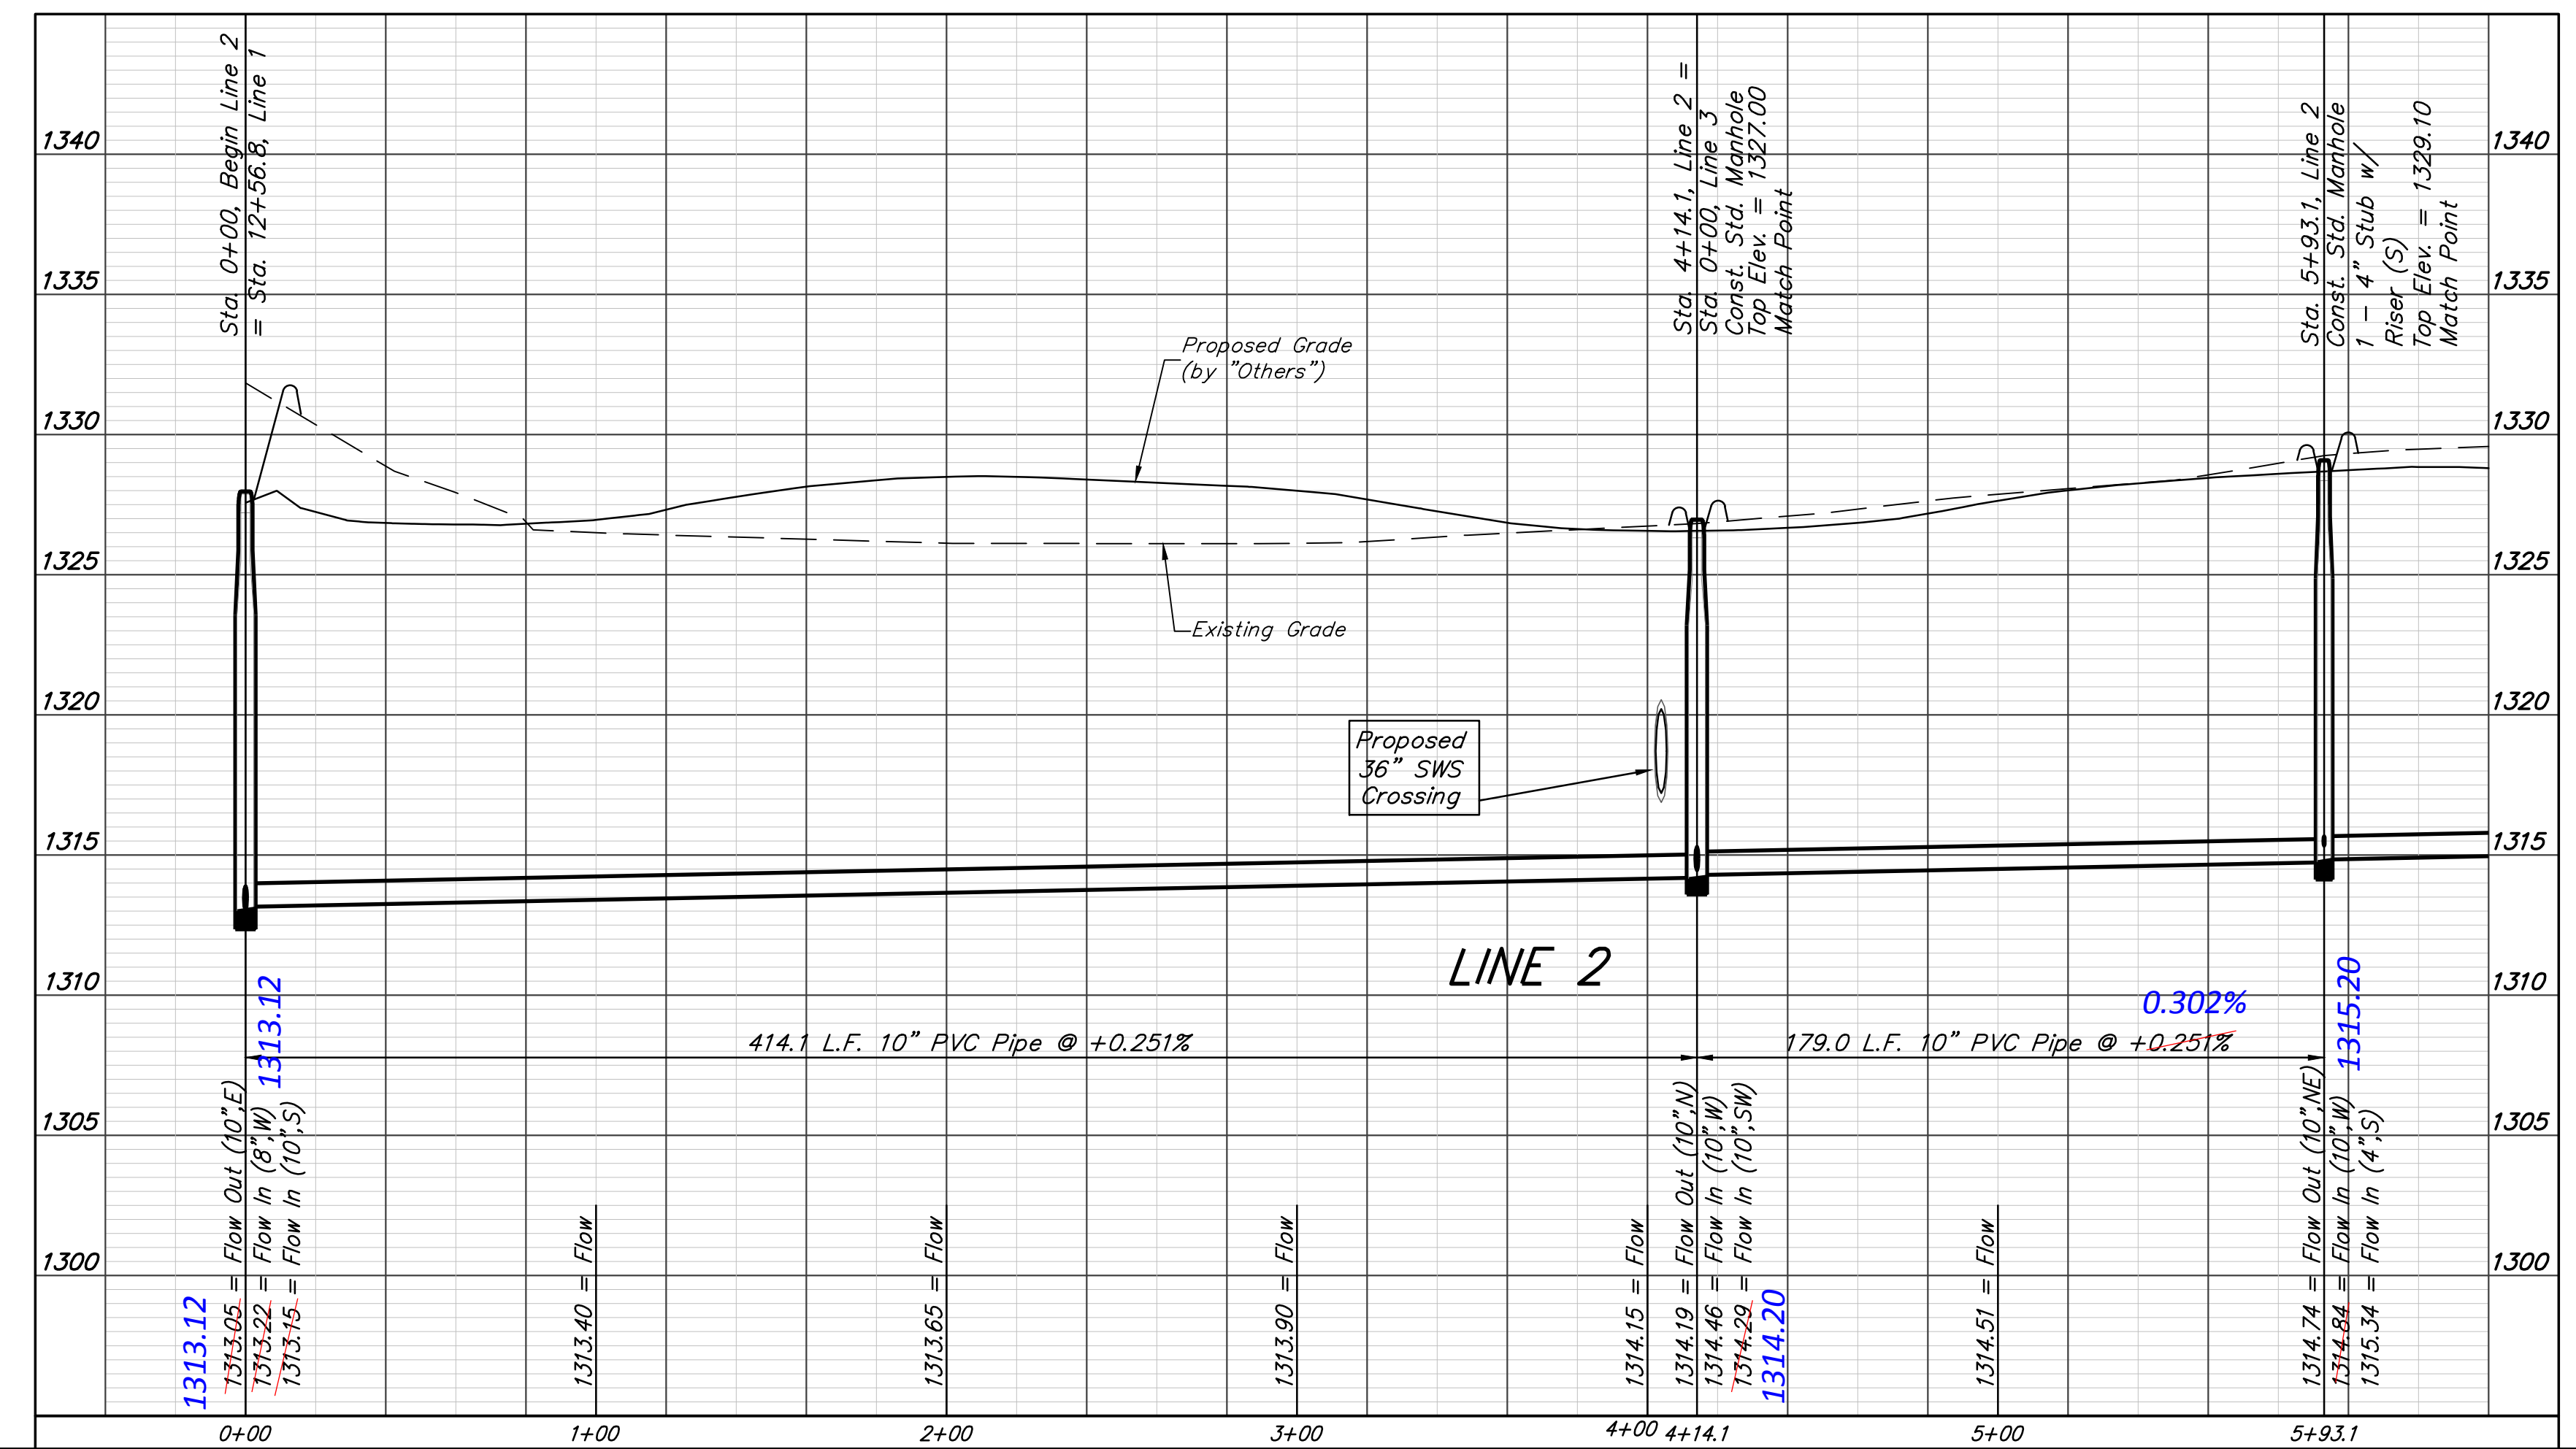 Sta. 0+00, Begin Line 2
= Sta. 12+56.8, Line 1
Sta. 4+14.1, Line 2 =
Sta. 0+00, Line 3
Const. Std. Manhole
Top Elev. = 1327.00
Match Point
Sta. 5+93.1, Line 2
Const. Std. Manhole
1 - 4" Stub w/
Riser (S)
Top Elev. = 1329.10
Match Point
1340
1340
1335
1335
Proposed Grade
(by "Others")
1330
1330
1325
1325
Existing Grade
1320
1320
Proposed
36" SWS
Crossing
1315
1315
LINE 2
1310
1310
1313.12
0.302%
1315.20
414.1 L.F. 10" PVC Pipe @ +0.251%
179.0 L.F. 10" PVC Pipe @ +0.251%
1305
1305
1300
1300
1313.12
1313.05 = Flow Out (10",E)
1313.22 = Flow In (8",W)
1313.15 = Flow In (10",S)
1313.40 = Flow
1313.65 = Flow
1313.90 = Flow
1314.15 = Flow
1314.19 = Flow Out (10",N)
1314.46 = Flow In (10",W)
1314.29 = Flow In (10",SW)
1314.20
1314.51 = Flow
1314.74 = Flow Out (10",NE)
1314.84 = Flow In (10",W)
1315.34 = Flow In (4",S)
0+00
1+00
2+00
3+00
4+00
4+14.1
5+00
5+93.1